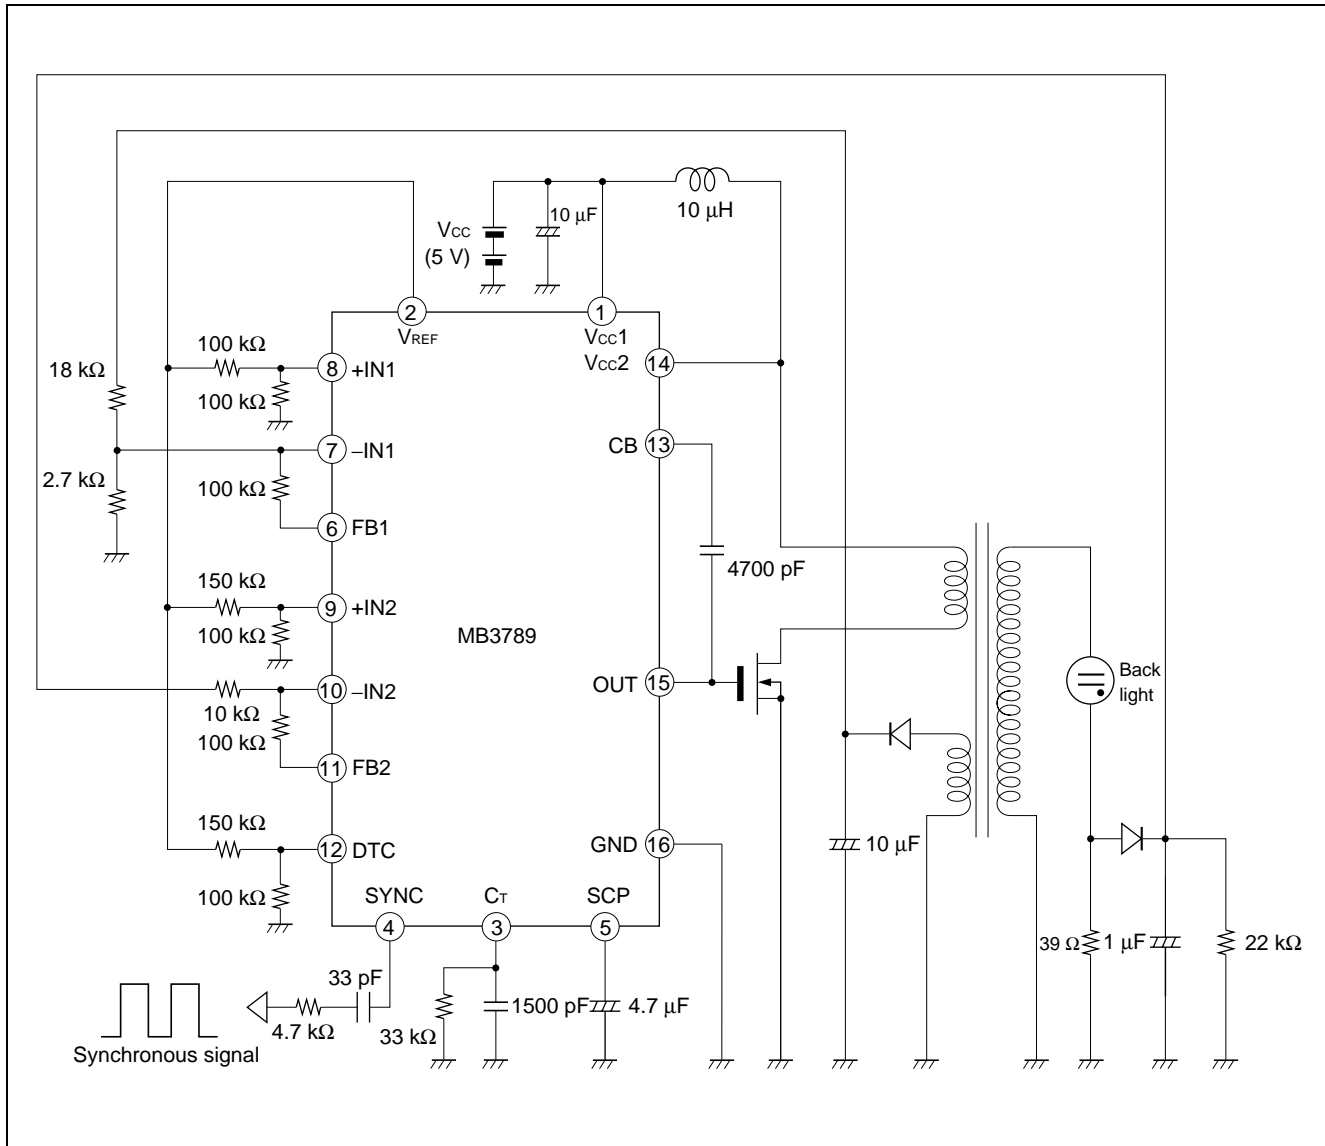 10 μF
10 μH
VCC
(5 V)
2
1
VREF
VCC1
100 kΩ
VCC2
14
18 kΩ
8
+IN1
100 kΩ
CB
13
7
–IN1
2.7 kΩ
100 kΩ
6
FB1
4700 pF
150 kΩ
9
+IN2
100 kΩ
MB3789
OUT
15
Back
light
10
–IN2
10 kΩ
100 kΩ
11
FB2
150 kΩ
12
DTC
GND
16
10 μF
100 kΩ
SYNC
CT
SCP
4
3
5
39 Ω
1 μF
22 kΩ
33 pF
1500 pF
4.7 μF
4.7 kΩ
33 kΩ
Synchronous signal